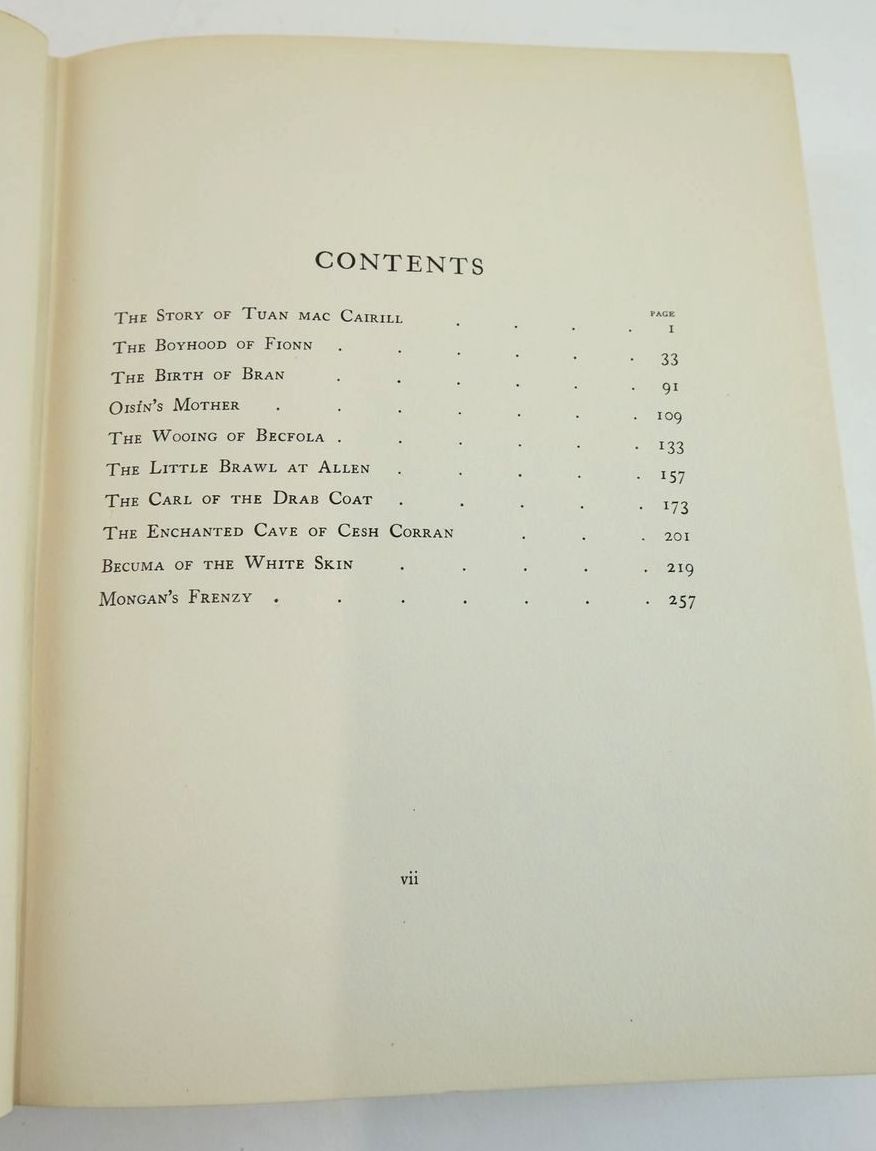 CONTENTS
PAGE
The Story of Tuan mac Cairill . . . . 1
The Boyhood of Fionn . . . . . . 33
The Birth of Bran . . . . . . 91
Oisín's Mother . . . . . . . 109
The Wooing of Becfola . . . . . . 133
The Little Brawl at Allen . . . . . 157
The Carl of the Drab Coat . . . . . 173
The Enchanted Cave of Cesh Corran . . . 201
Becuma of the White Skin . . . . . 219
Mongan's Frenzy . . . . . . . 257
vii